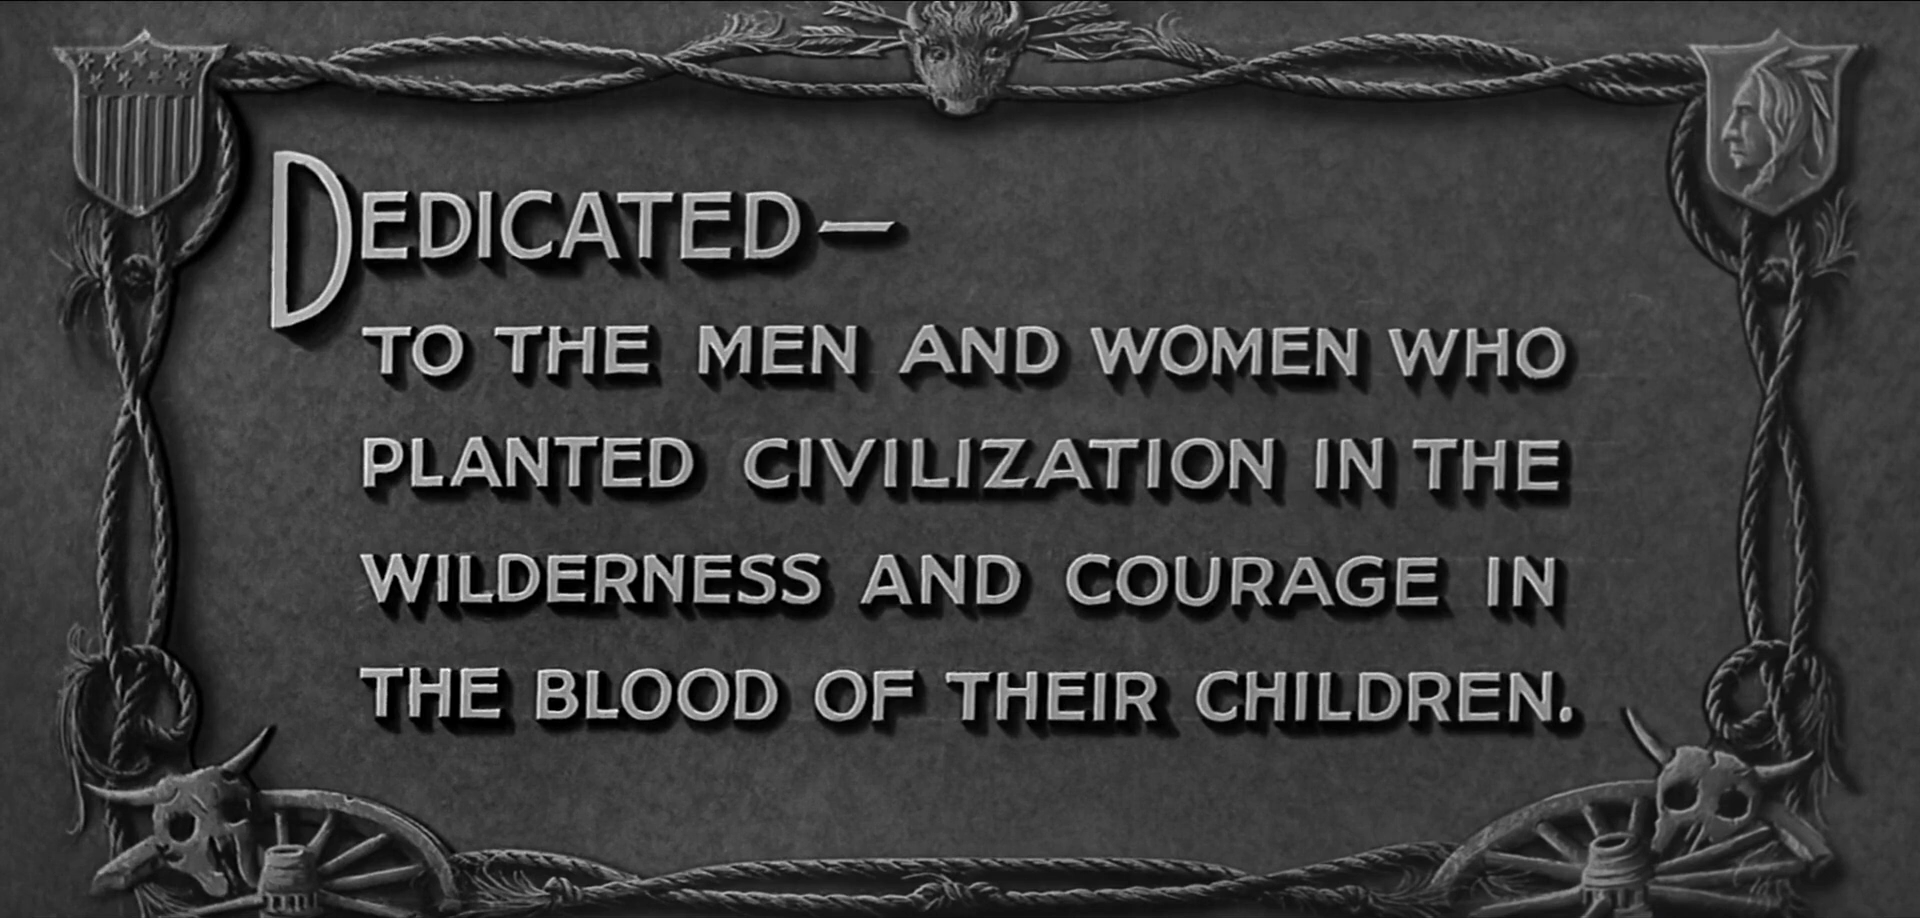 DEDICATED—
TO THE MEN AND WOMEN WHO
PLANTED CIVILIZATION IN THE
WILDERNESS AND COURAGE IN
THE BLOOD OF THEIR CHILDREN.